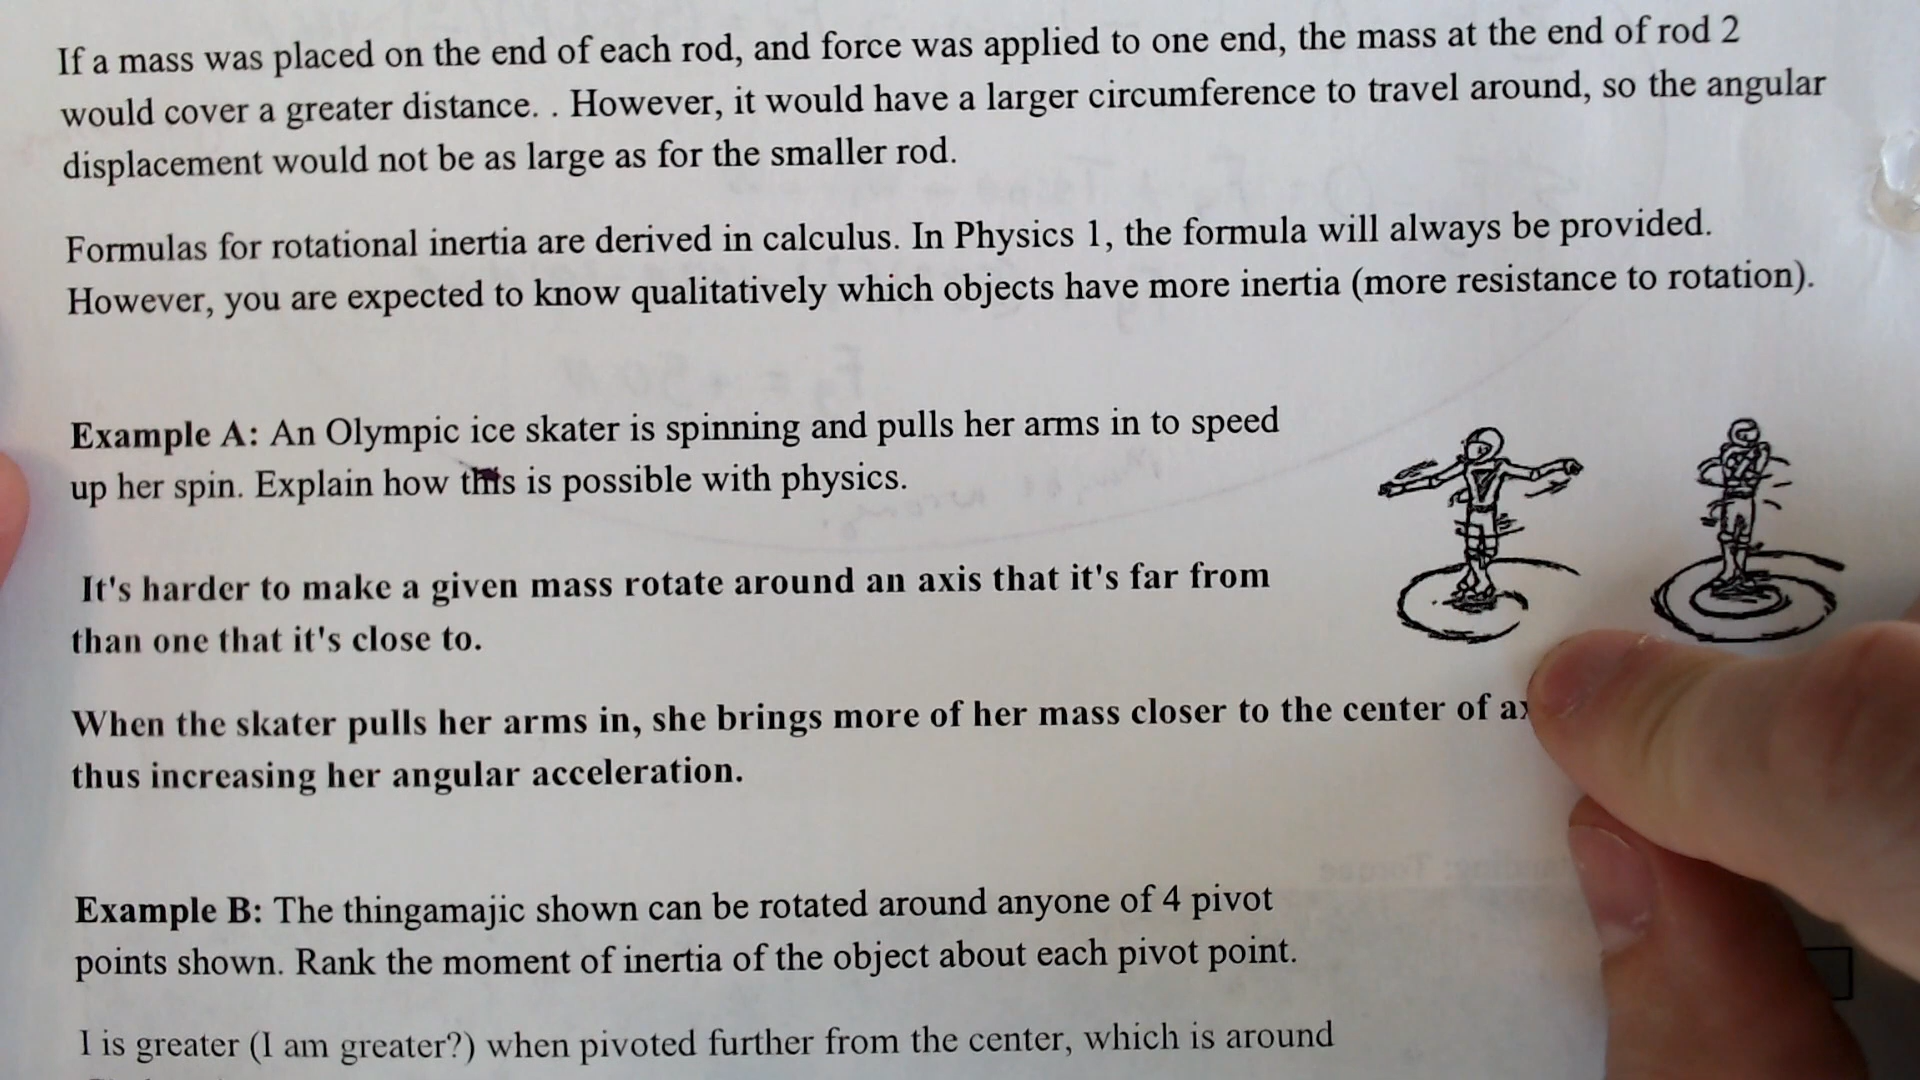 If a mass was placed on the end of each rod, and force was applied to one end, the mass at the end of rod 2
would cover a greater distance. . However, it would have a larger circumference to travel around, so the angular
displacement would not be as large as for the smaller rod.
Formulas for rotational inertia are derived in calculus. In Physics 1, the formula will always be provided.
However, you are expected to know qualitatively which objects have more inertia (more resistance to rotation).
Example A: An Olympic ice skater is spinning and pulls her arms in to speed
up her spin. Explain how this is possible with physics.
It's harder to make a given mass rotate around an axis that it's far from
than one that it's close to.
When the skater pulls her arms in, she brings more of her mass closer to the center of
thus increasing her angular acceleration.
Example B: The thingamajic shown can be rotated around anyone of 4 pivot
points shown. Rank the moment of inertia of the object about each pivot point.
I is greater (I am greater?) when pivoted further from the center, which is around